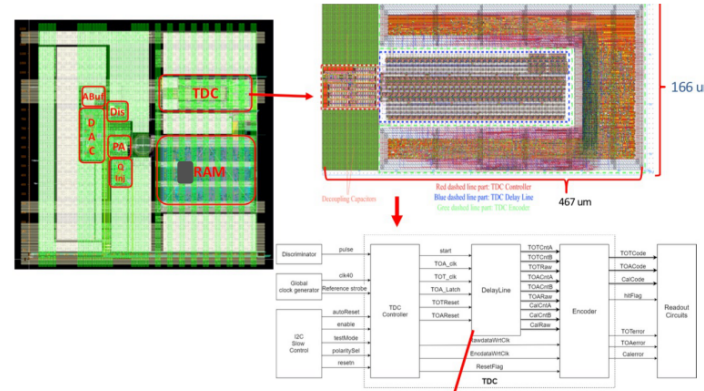 ABuf
Dis
D
A
C
PA
Q
Inj
TDC
RAM
166 u
467 um
Decoupling Capacitors
Red dashed line part: TDC Controller
Blue dashed line part: TDC Delay Line
Give dashed line part: TDC Encoder
Discriminator
pulse
Global
clock generator
clk40
Reference strobe
I2C
Slow
Control
autoReset
enable
testMode
polaritySel
resetn
TDC
Controller
start
TOA_clk
TOT_clk
TOA_Latch
TOTReset
TOAReset
DelayLine
TOTCntA
TOTCntB
TOTRaw
TOACntA
TOACntB
TOARaw
CalCntA
CalCntB
CalRaw
RawdataWrtClk
EnodataWrtClk
ResetFlag
Encoder
TOTCode
TOACode
CalCode
hitFlag
TOTerror
TOAerror
Calerror
Readout
Circuits
TDC